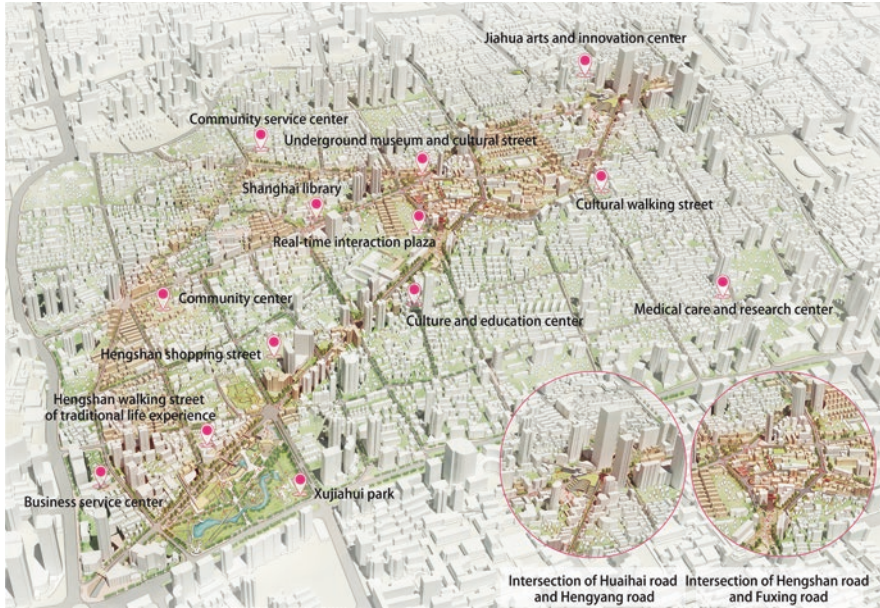 Jiahua arts and innovation center
Community service center
Underground museum and cultural street
Shanghai library
Cultural walking street
Real-time interaction plaza
Community center
Culture and education center
Medical care and research center
Hengshan shopping street
Hengshan walking street
of traditional life experience
Business service center
Xujiahui park
Intersection of Huaihai road
and Hengyang road
Intersection of Hengshan road
and Fuxing road